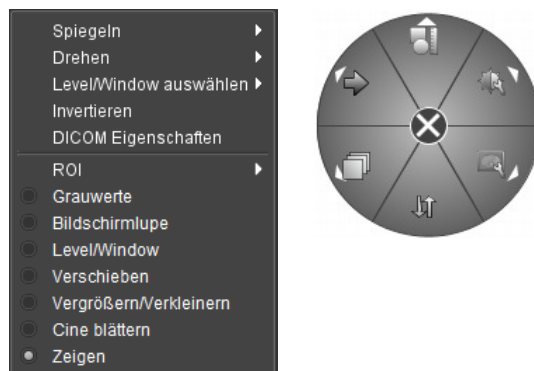 Spiegeln
Drehen
Level/Window auswählen
Invertieren
DICOM Eigenschaften
ROI
Grauwerte
Bildschirmlupe
Level/Window
Verschieben
Vergrößern/Verkleinern
Cine blättern
Zeigen